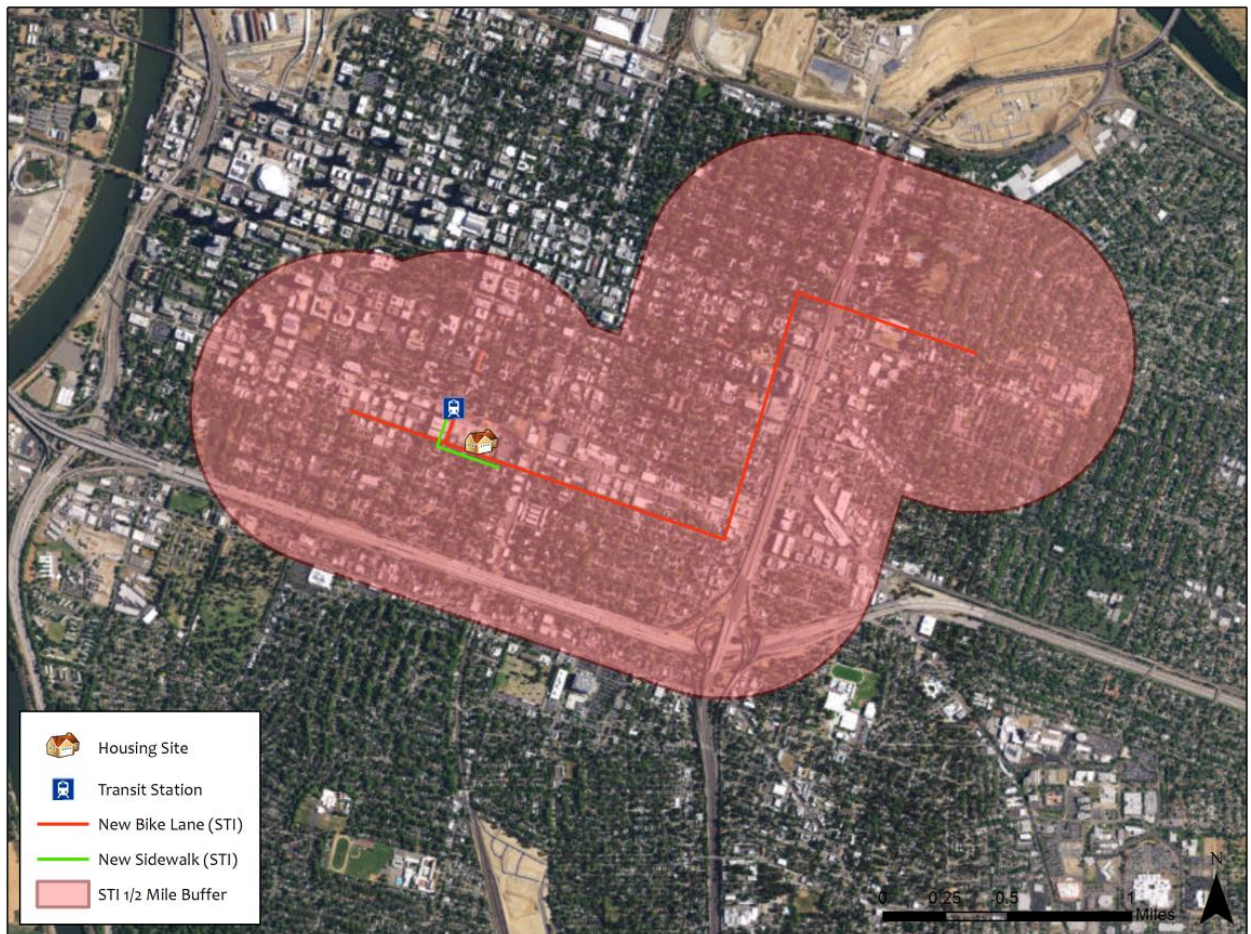 Housing Site
Transit Station
New Bike Lane (STI)
New Sidewalk (STI)
STI 1/2 Mile Buffer
N
0 0.25 0.5 1
Miles